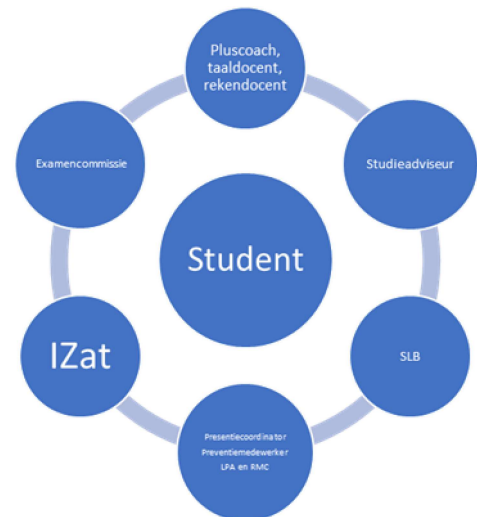 Pluscoach,
taaldocent,
rekendocent
Examencommissie
Studieadviseur
Student
IZat
SLB
Presentiecoordinator
Preventiemedewerker
LPA en RMC